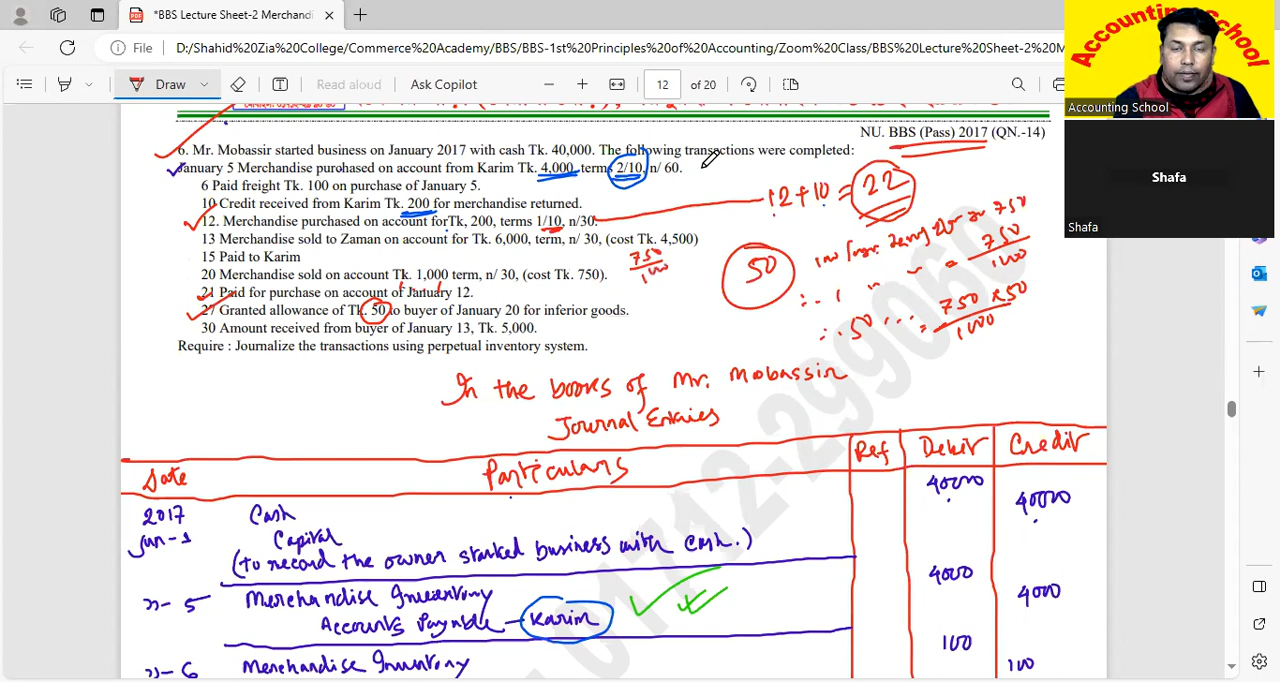 *BBS Lecture Sheet-2 Merchandi
File
D:/Shahid%20Zia%20College/Commerce%20Academy/BBS/BBS-1st%20Principles%20of%20Accounting/Zoom%20Class/BBS%20Lecture%20Sheet-2%20M
Draw
Read aloud
Ask Copilot
12 of 20
Accounting School
Accounting School
Shafa
Shafa
NU. BBS (Pass) 2017 (QN.-14)
6. Mr. Mobassir started business on January 2017 with cash Tk. 40,000. The following transactions were completed:
January 5 Merchandise purohased on account from Karim Tk. 4,000 terms 2/10, n/ 60.
6 Paid freight Tk. 100 on purchase of January 5.
10 Credit received from Karim Tk. 200 for merchandise returned.
12. Merchandise purchased on account forTk, 200, terms 1/10, n/30.
13 Merchandise sold to Zaman on account for Tk. 6,000, term, n/ 30, (cost Tk. 4,500)
15 Paid to Karim
20 Merchandise sold on account Tk. 1,000 term, n/ 30, (cost Tk. 750).
21 Paid for purchase on account of January 12.
27 Granted allowance of Tk. 50 to buyer of January 20 for inferior goods.
30 Amount received from buyer of January 13, Tk. 5,000.
Require : Journalize the transactions using perpetual inventory system.
12+10 = 22
50
750
750
750 × 50
In the books of Mr. Mobassir
Journal Entries
Date Particulars Ref Debit Credit
2017 Cash 40000
Jan-1 Capital 40000
(To record the owner started business with cash.)
"-5 Merchandise Inventory 4000
Accounts Payable - Karim 4000
"-6 Merchandise Inventory 100
100